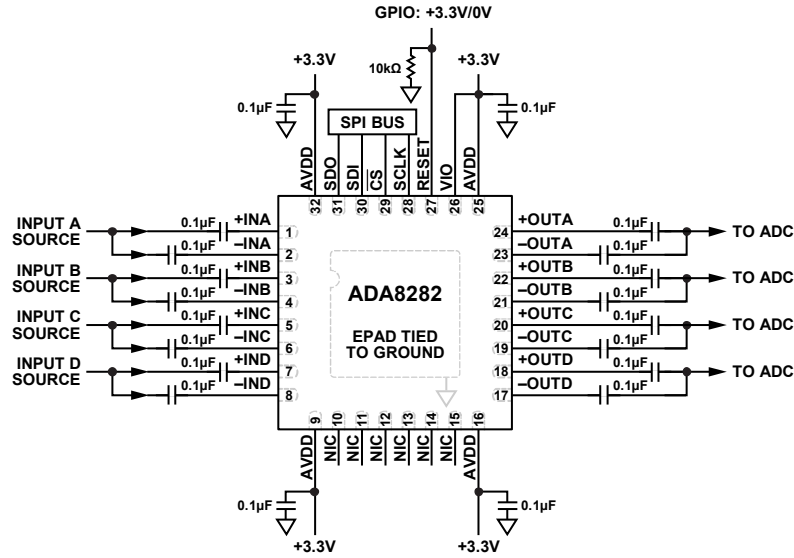 GPIO: +3.3V/0V
+3.3V
10kΩ
+3.3V
0.1µF
0.1µF
SPI BUS
AVDD
SDO
SDI
CS
SCLK
RESET
VIO
AVDD
32
31
30
29
28
27
26
25
INPUT A
SOURCE
0.1µF
+INA
1
24
+OUTA
0.1µF
TO ADC
0.1µF
–INA
2
23
–OUTA
0.1µF
INPUT B
SOURCE
0.1µF
+INB
3
22
+OUTB
0.1µF
TO ADC
0.1µF
–INB
4
21
–OUTB
0.1µF
ADA8282
INPUT C
SOURCE
0.1µF
+INC
5
20
+OUTC
0.1µF
TO ADC
0.1µF
–INC
6
19
–OUTC
0.1µF
EPAD TIED
TO GROUND
INPUT D
SOURCE
0.1µF
+IND
7
18
+OUTD
0.1µF
TO ADC
0.1µF
–IND
8
17
–OUTD
0.1µF
9
10
11
12
13
14
15
16
AVDD
NIC
NIC
NIC
NIC
NIC
NIC
AVDD
0.1µF
0.1µF
+3.3V
+3.3V